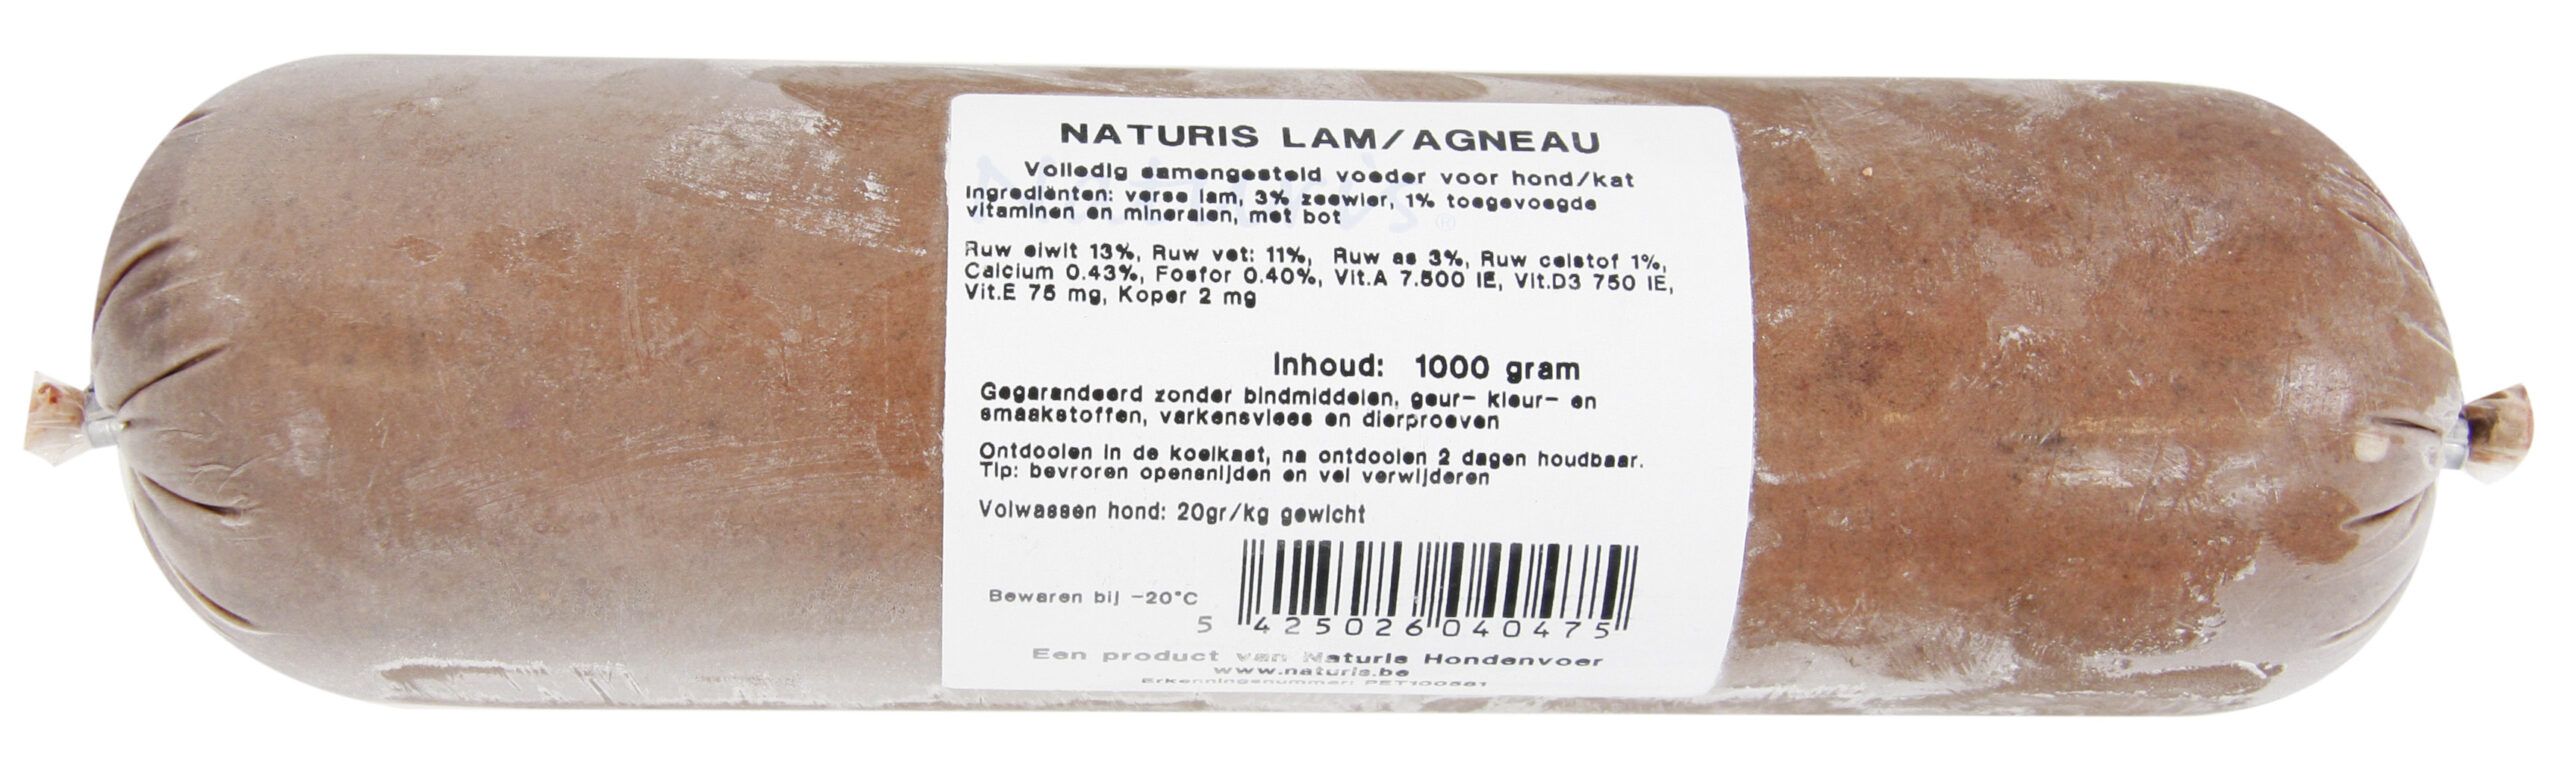 NATURIS LAM/AGNEAU
Volledig samengesteld voeder voor hond/kat
Ingrediënten: verse lam, 3% zeewier, 1% toegevoegde
vitaminen en mineralen, met bot
Ruw eiwit 13%, Ruw vet: 11%, Ruw as 3%, Ruw celstof 1%,
Calcium 0.43%, Fosfor 0.40%, Vit.A 7.500 IE, Vit.D3 750 IE,
Vit.E 75 mg, Koper 2 mg
Inhoud: 1000 gram
Gegarandeerd zonder bindmiddelen, geur- kleur- en
smaakstoffen, varkensvlees en dierproeven
Ontdooien in de koelkast, na ontdooien 2 dagen houdbaar.
Tip: bevroren opensnijden en vel verwijderen
Volwassen hond: 20gr/kg gewicht
Bewaren bij -20°C
5 425026 040475
Een product van Naturis Hondenvoer
www.naturis.be
Erkenningsnummer: